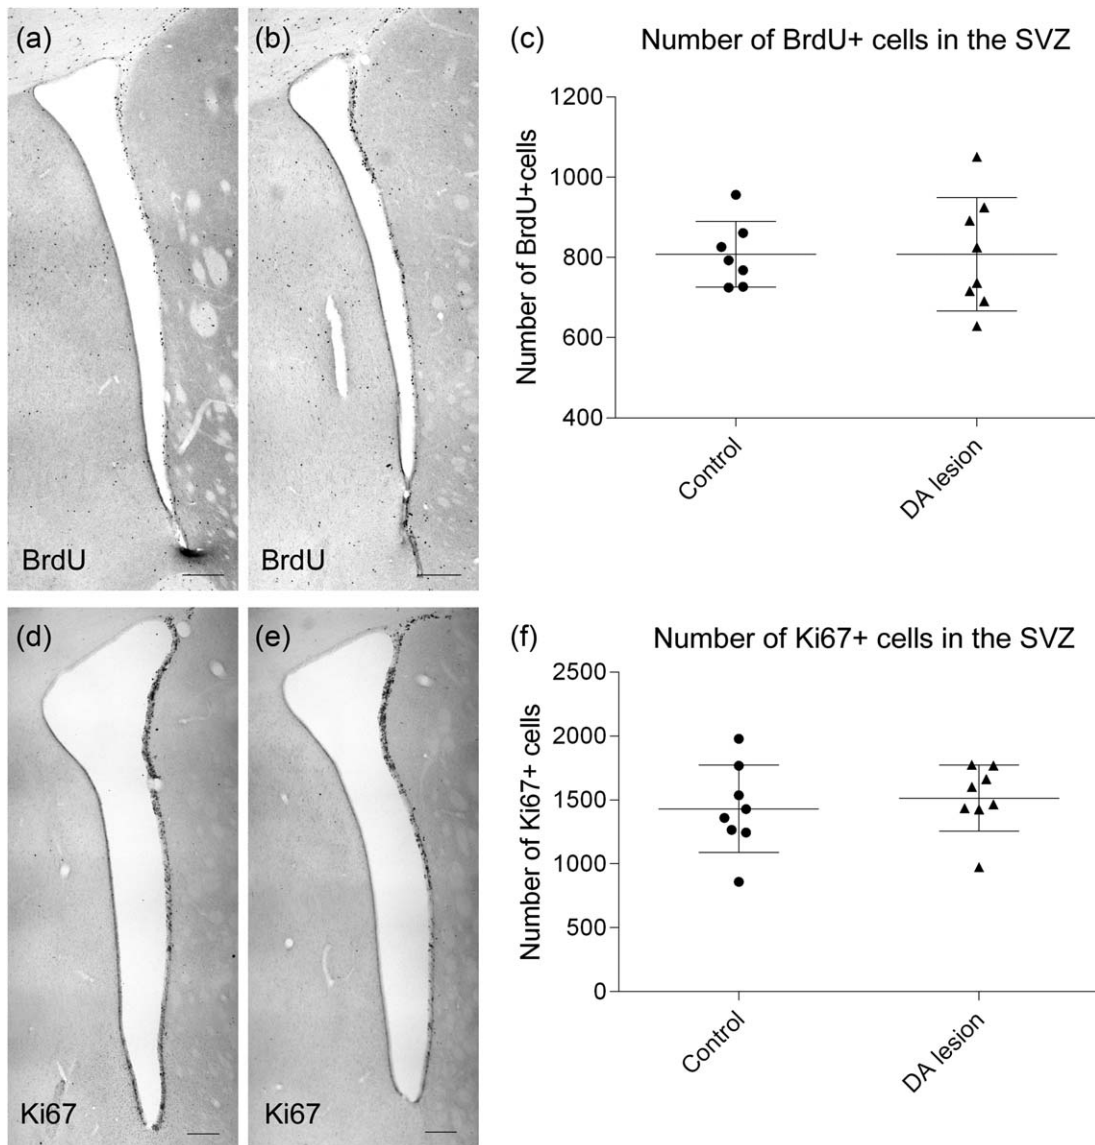 (a)
(b)
BrdU
BrdU
(c)
Number of BrdU+ cells in the SVZ
Number of BrdU+cells
1200
1000
800
600
400
Control
DA lesion
(d)
(e)
Ki67
Ki67
(f)
Number of Ki67+ cells in the SVZ
Number of Ki67+ cells
2500
2000
1500
1000
500
0
Control
DA lesion